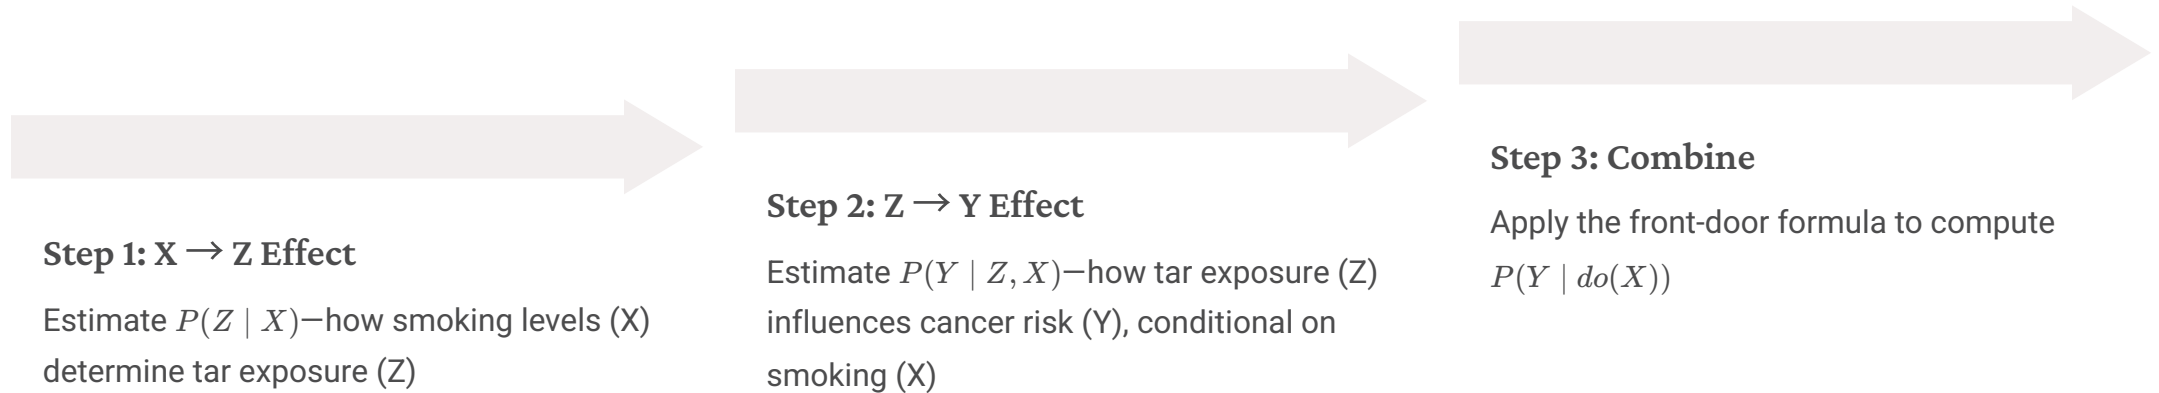 Step 1: X → Z Effect
Estimate P(Z | X)—how smoking levels (X)
determine tar exposure (Z)
Step 2: Z → Y Effect
Estimate P(Y | Z, X)—how tar exposure (Z)
influences cancer risk (Y), conditional on
smoking (X)
Step 3: Combine
Apply the front-door formula to compute
P(Y | do(X))